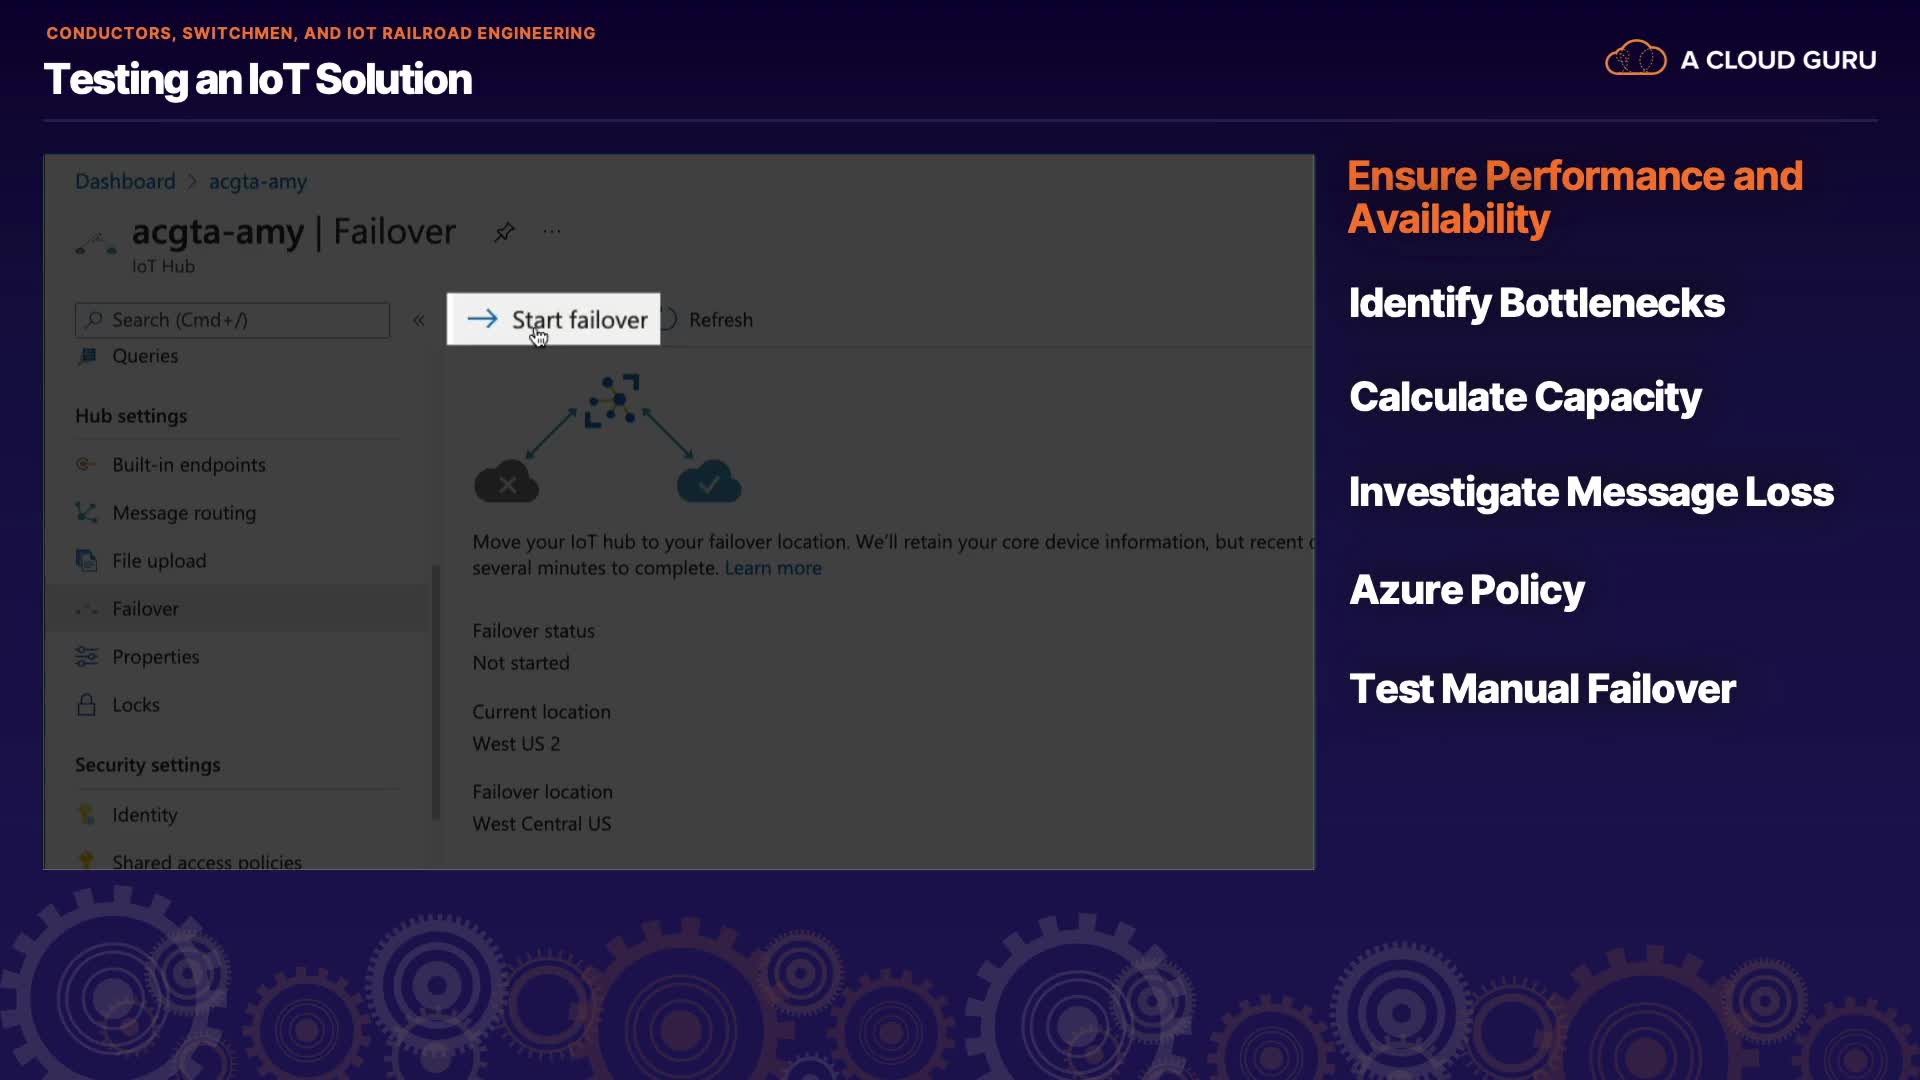 CONDUCTORS, SWITCHMEN, AND IOT RAILROAD ENGINEERING
Testing an IoT Solution
A CLOUD GURU
Dashboard > acgta-amy
acgta-amy | Failover
IoT Hub
Search (Cmd+/)
Queries
Hub settings
Built-in endpoints
Message routing
File upload
Failover
Properties
Locks
Security settings
Identity
Shared access policies
Start failover
Refresh
Move your IoT hub to your failover location. We'll retain your core device information, but recent
several minutes to complete. Learn more
Failover status
Not started
Current location
West US 2
Failover location
West Central US
Ensure Performance and
Availability
Identify Bottlenecks
Calculate Capacity
Investigate Message Loss
Azure Policy
Test Manual Failover